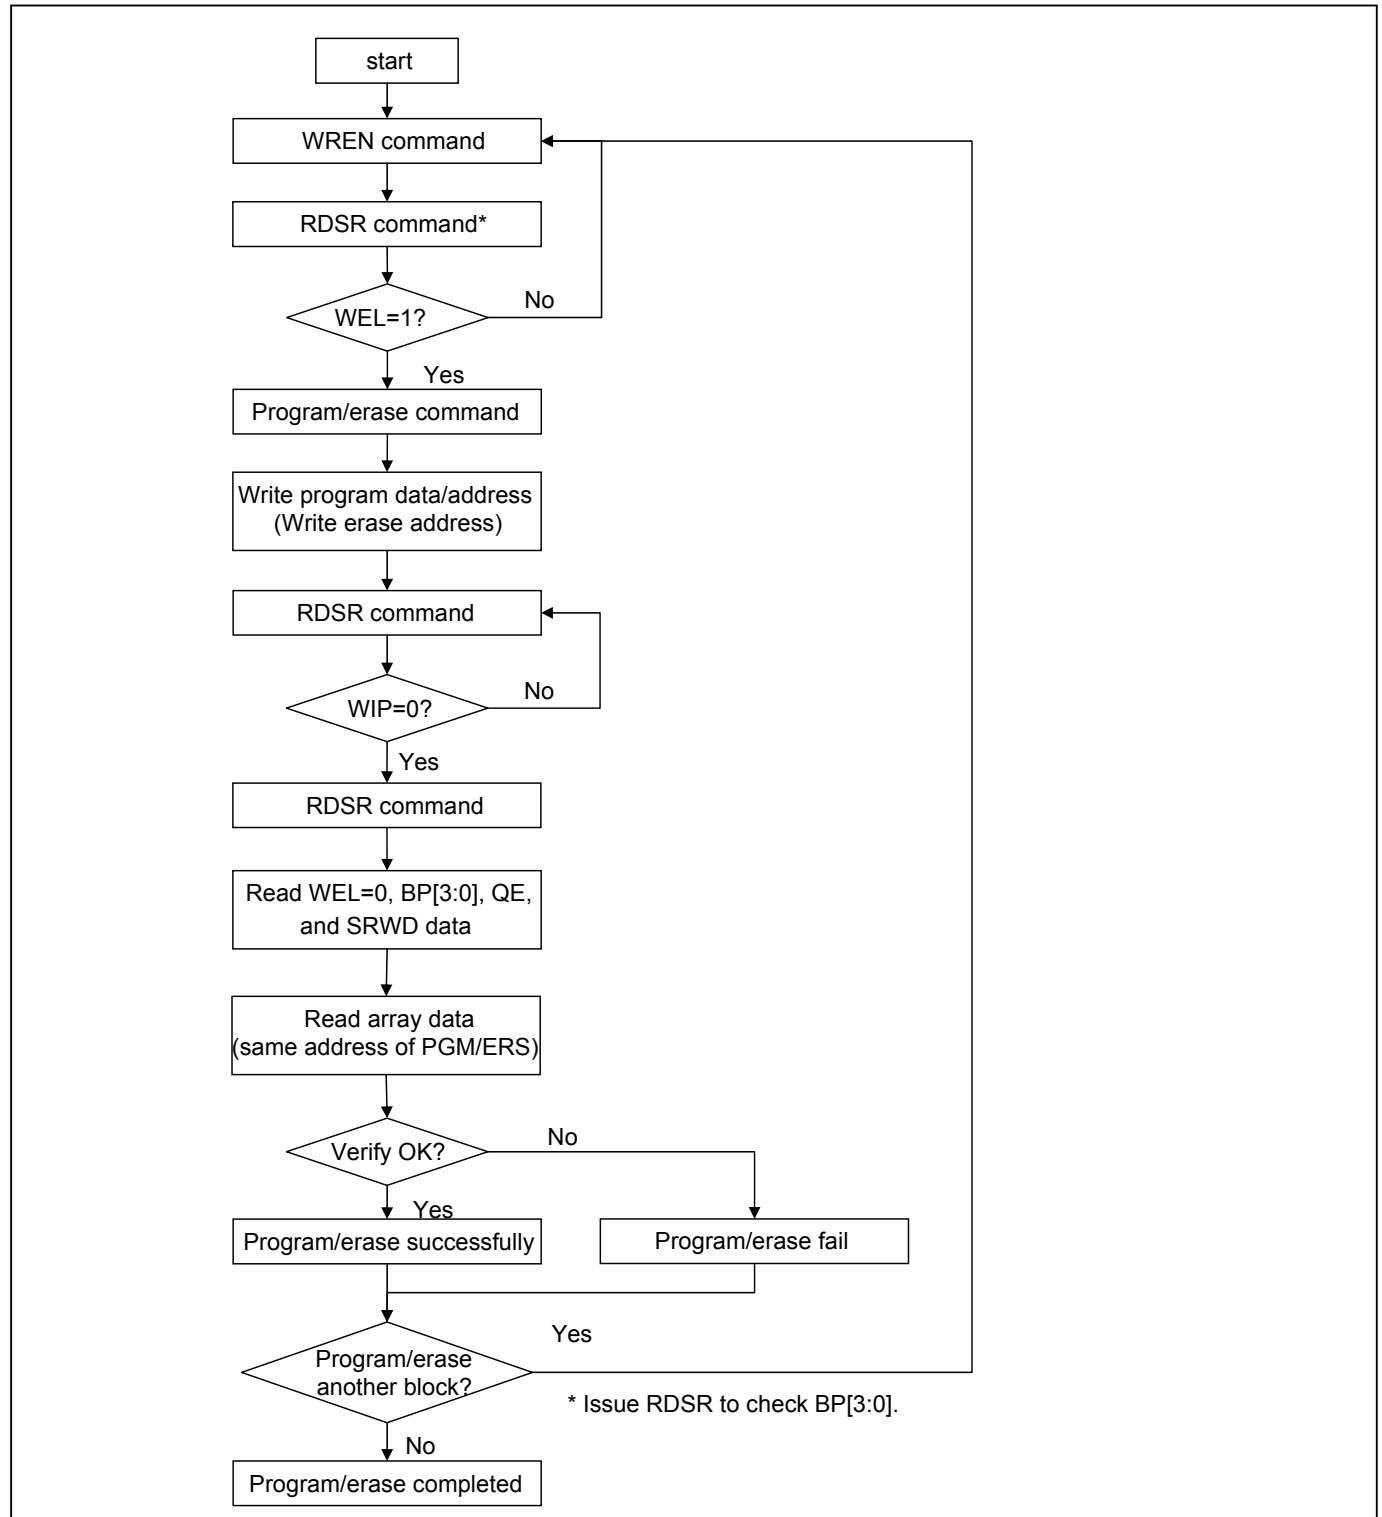 start
WREN command
RDSR command*
WEL=1?
No
Yes
Program/erase command
Write program data/address
(Write erase address)
RDSR command
WIP=0?
No
Yes
RDSR command
Read WEL=0, BP[3:0], QE,
and SRWD data
Read array data
(same address of PGM/ERS)
Verify OK?
No
Yes
Program/erase successfully
Program/erase fail
Program/erase
another block?
Yes
* Issue RDSR to check BP[3:0].
No
Program/erase completed